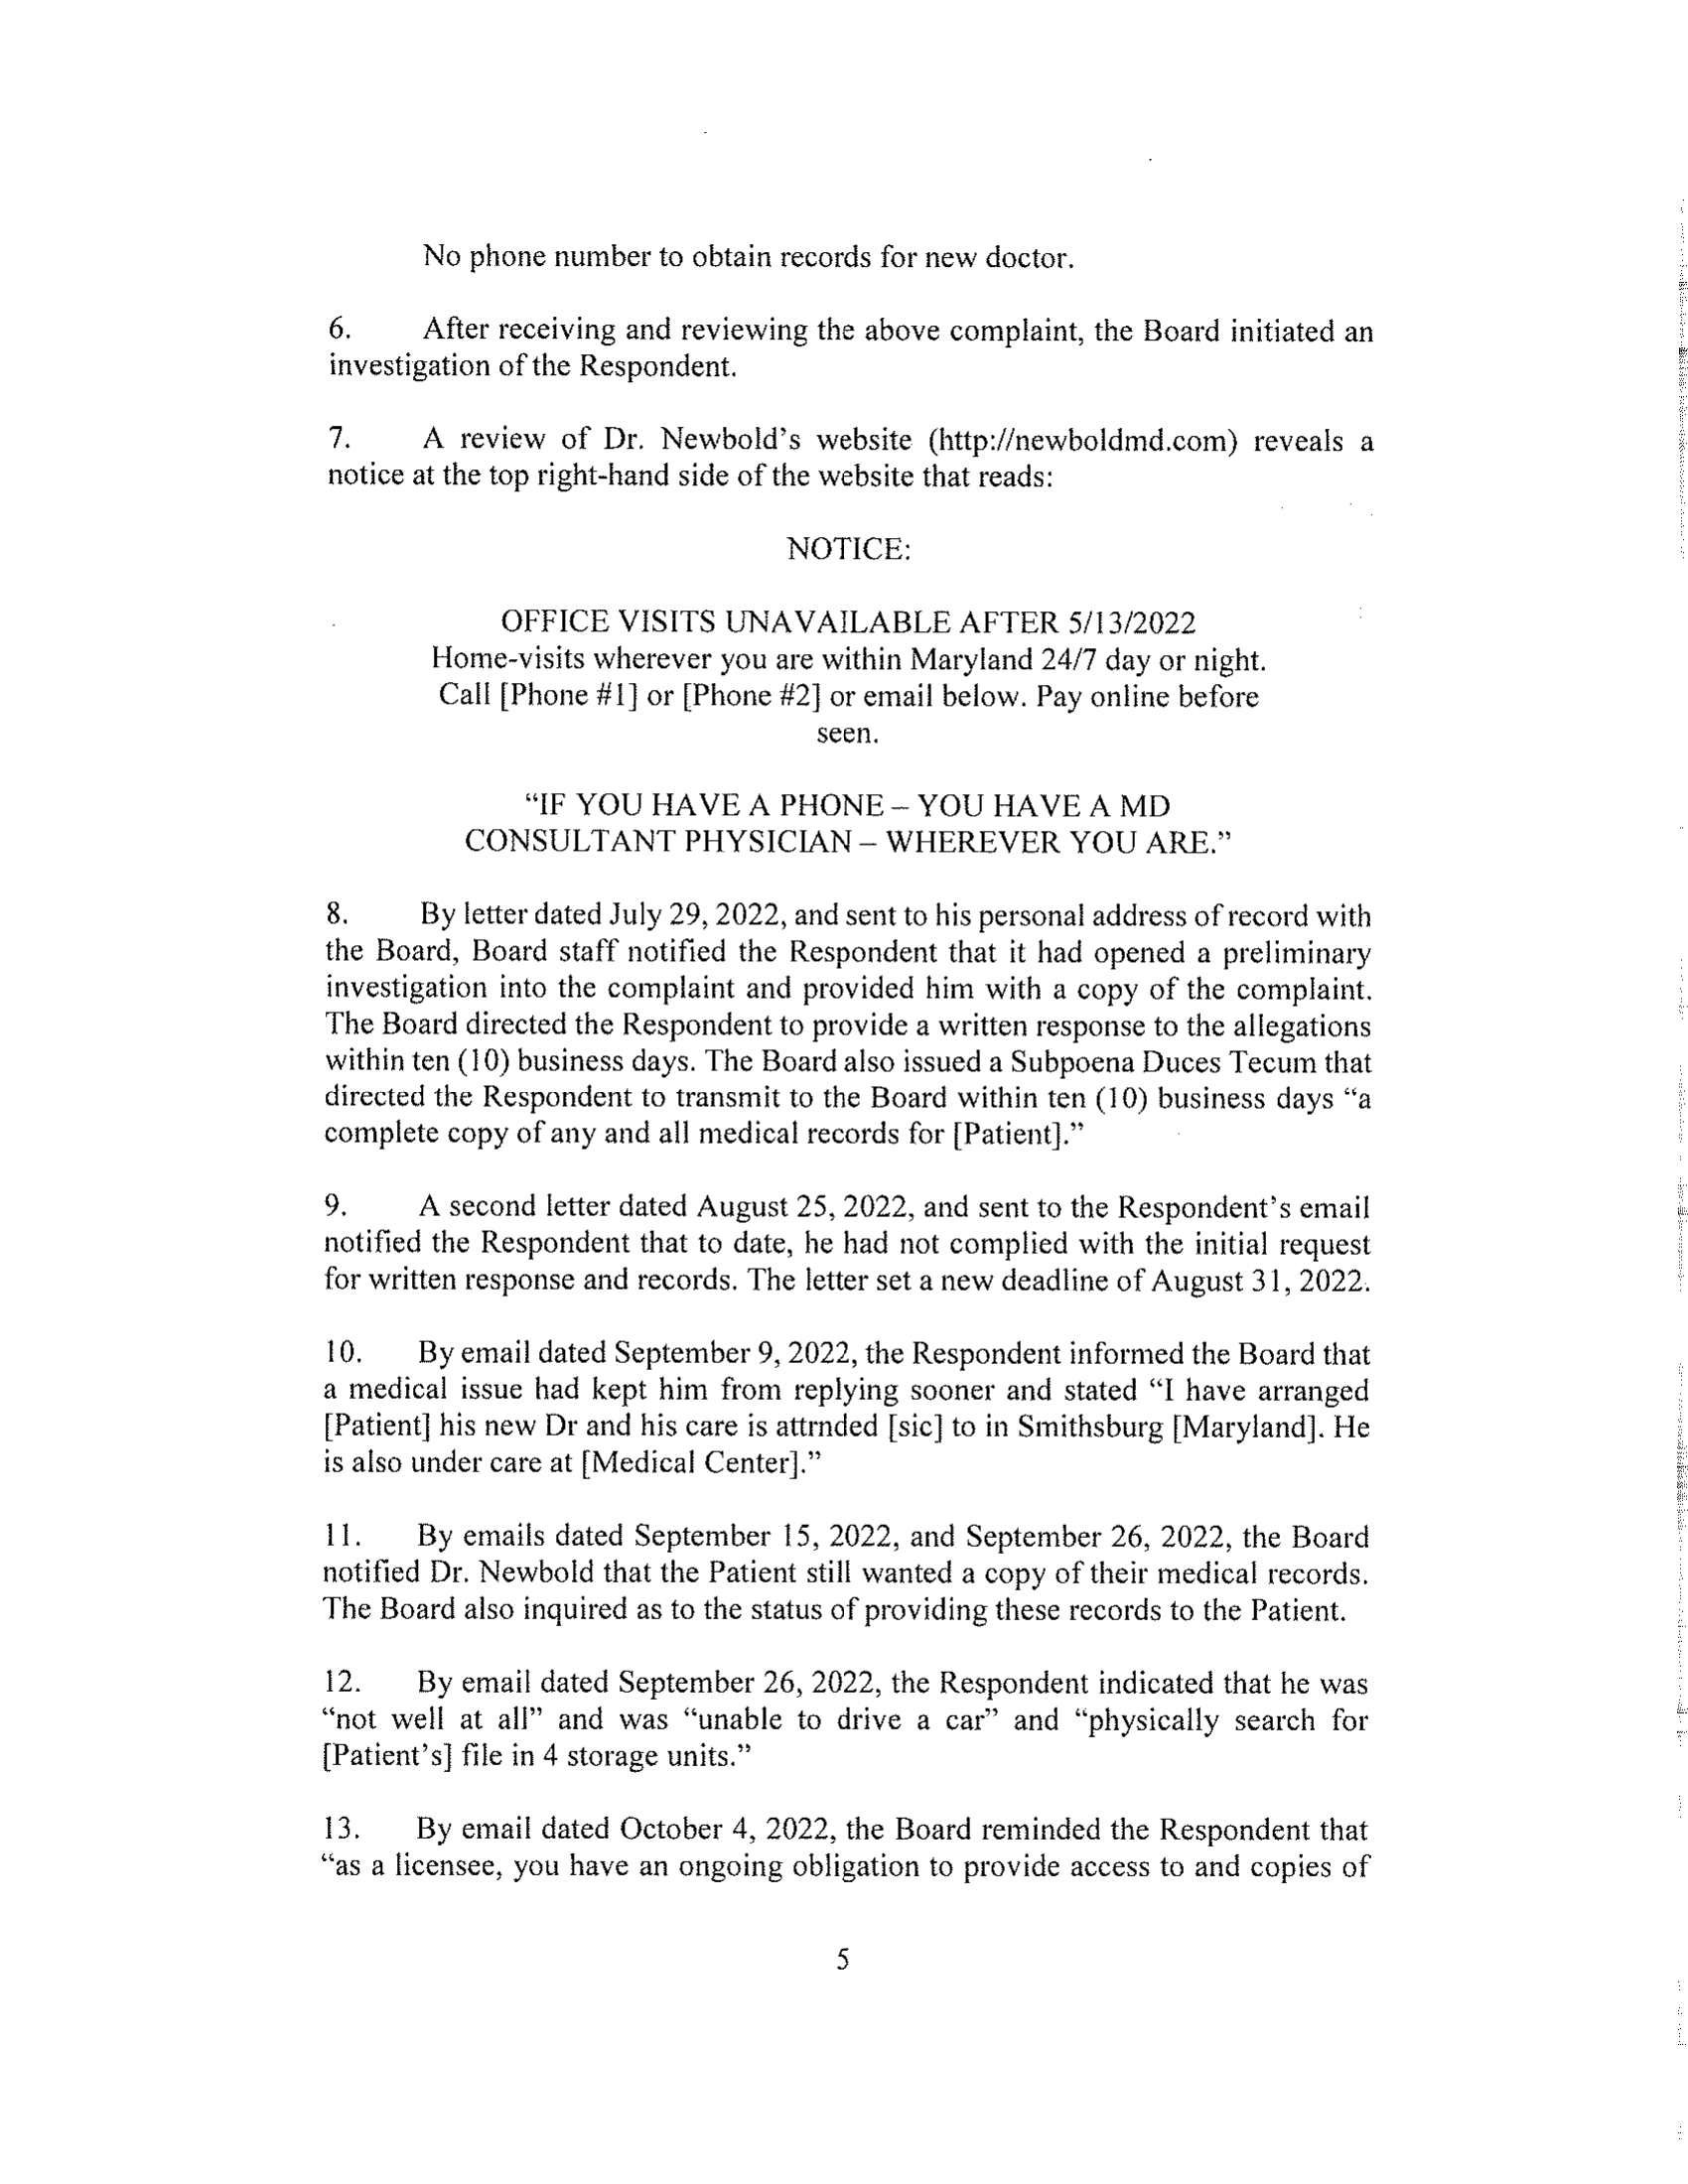 No phone number to obtain records for new doctor.
6. After receiving and reviewing the above complaint, the Board initiated an
investigation of the Respondent.
7. A review of Dr. Newbold’s website (http://newboldmd.com) reveals a
notice at the top right-hand side of the website that reads:
NOTICE:
OFFICE VISITS UNAVAILABLE AFTER 5/13/2022
Home-visits wherever you are within Maryland 24/7 day or night.
Call [Phone #1] or [Phone #2] or email below. Pay online before
seen.
“IF YOU HAVE A PHONE – YOU HAVE A MD
CONSULTANT PHYSICIAN – WHEREVER YOU ARE.”
8. By letter dated July 29, 2022, and sent to his personal address of record with
the Board, Board staff notified the Respondent that it had opened a preliminary
investigation into the complaint and provided him with a copy of the complaint.
The Board directed the Respondent to provide a written response to the allegations
within ten (10) business days. The Board also issued a Subpoena Duces Tecum that
directed the Respondent to transmit to the Board within ten (10) business days “a
complete copy of any and all medical records for [Patient].”
9. A second letter dated August 25, 2022, and sent to the Respondent’s email
notified the Respondent that to date, he had not complied with the initial request
for written response and records. The letter set a new deadline of August 31, 2022.
10. By email dated September 9, 2022, the Respondent informed the Board that
a medical issue had kept him from replying sooner and stated “I have arranged
[Patient] his new Dr and his care is attrnded [sic] to in Smithsburg [Maryland]. He
is also under care at [Medical Center].”
11. By emails dated September 15, 2022, and September 26, 2022, the Board
notified Dr. Newbold that the Patient still wanted a copy of their medical records.
The Board also inquired as to the status of providing these records to the Patient.
12. By email dated September 26, 2022, the Respondent indicated that he was
“not well at all” and was “unable to drive a car” and “physically search for
[Patient’s] file in 4 storage units.”
13. By email dated October 4, 2022, the Board reminded the Respondent that
“as a licensee, you have an ongoing obligation to provide access to and copies of
5